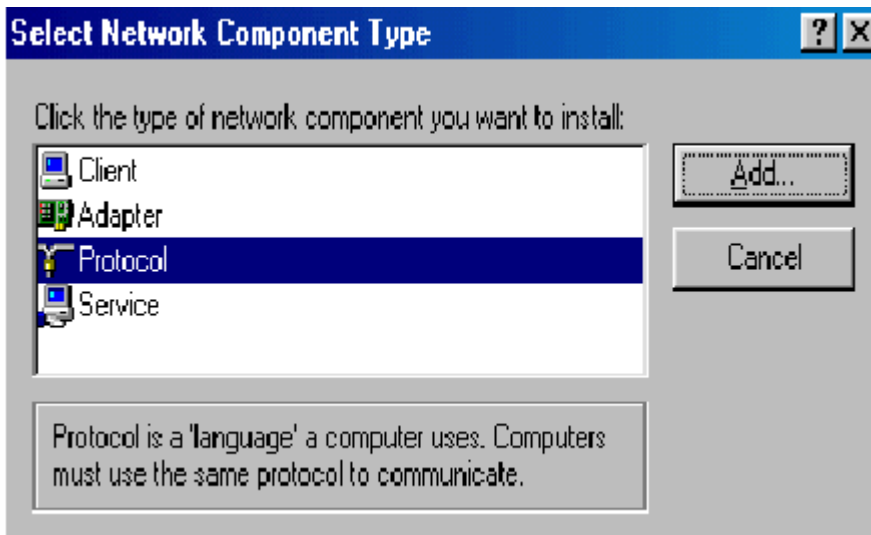 Select Network Component Type
Click the type of network component you want to install:
Client
Adapter
Protocol
Service
Add...
Cancel
Protocol is a 'language' a computer uses. Computers
must use the same protocol to communicate.